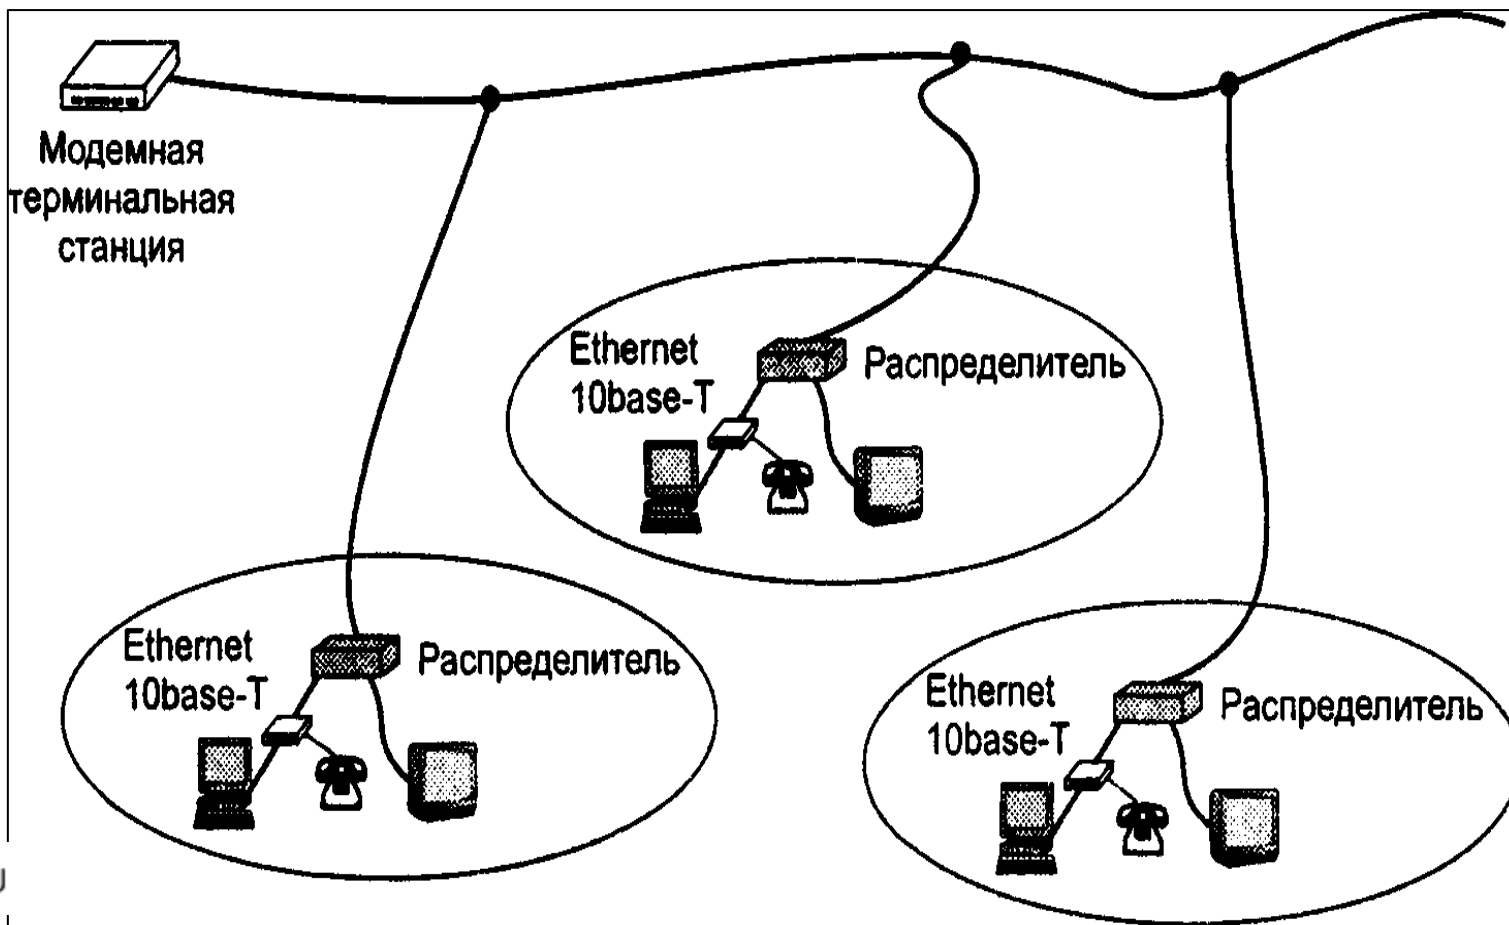 Модемная
терминальная
станция
Ethernet
10base-T
Распределитель
Ethernet
10base-T
Распределитель
Ethernet
10base-T
Распределитель